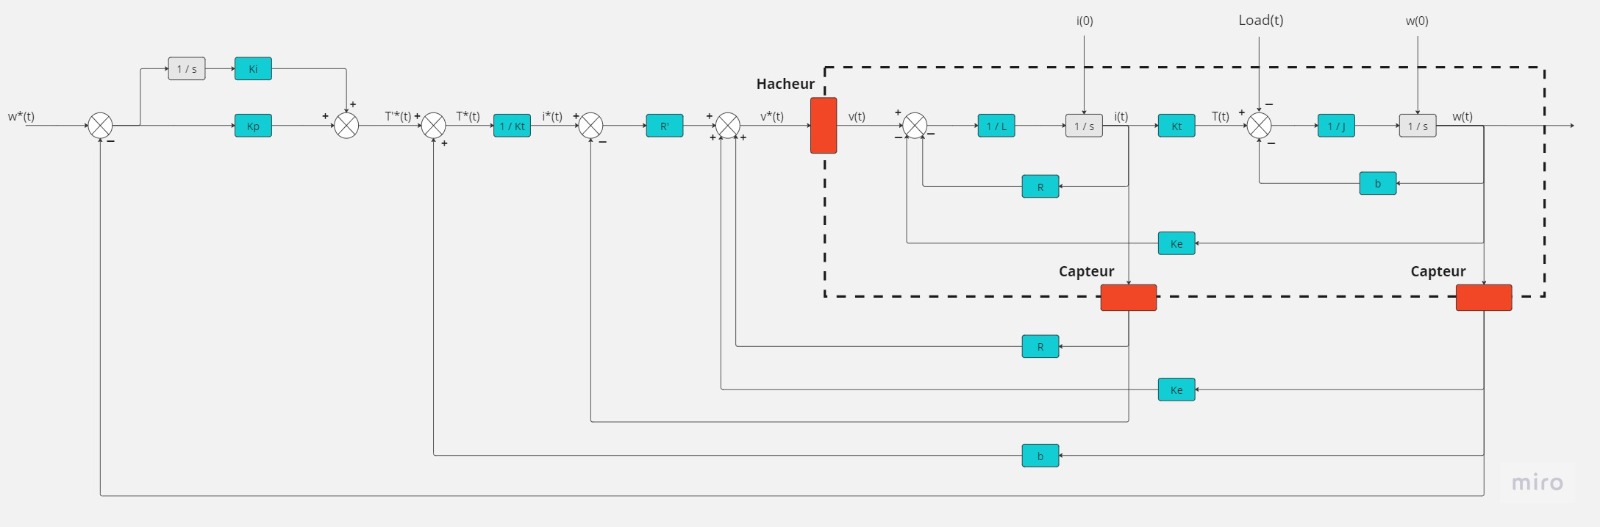 i(0)
Load(t)
w(0)
1 / s
Ki
Hacheur
+
−
w*(t)
+
Kp
T'*(t)
+
T*(t)
1 / Kt
i*(t)
+
R'
+
v*(t)
v(t)
+
1 / L
1 / s
i(t)
Kt
T(t)
+
1 / J
1 / s
w(t)
−
+
−
+
+
−
−
−
R
b
Ke
Capteur
Capteur
R
Ke
b
miro